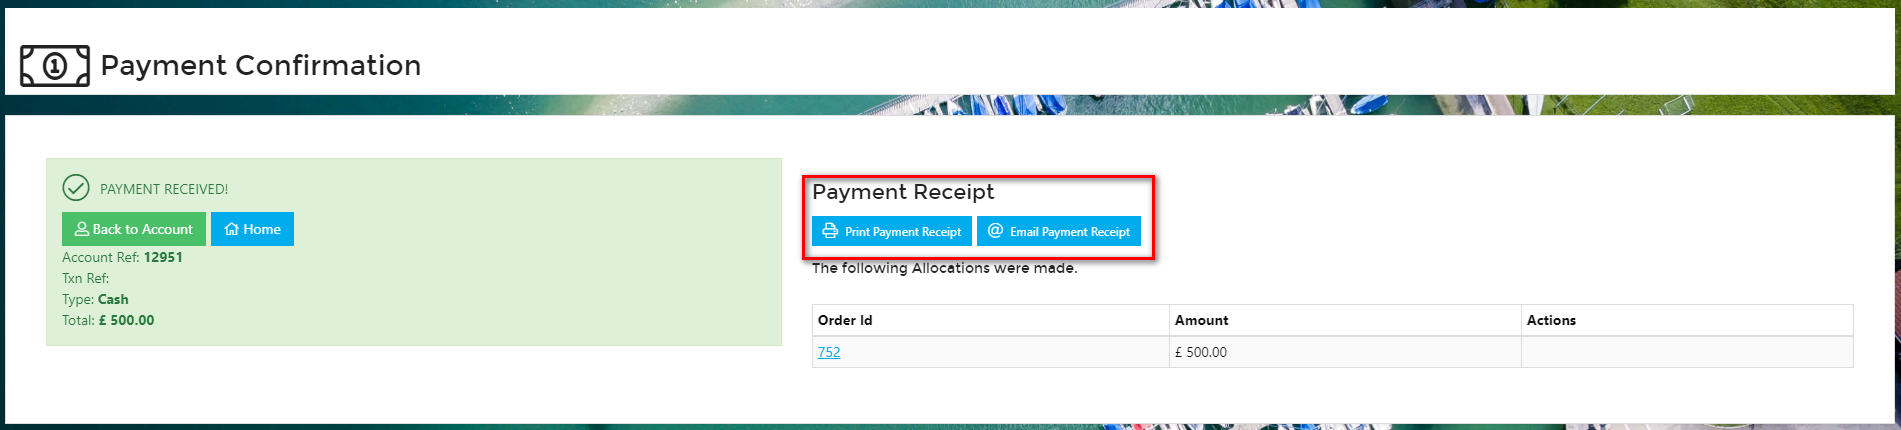 Payment Confirmation
PAYMENT RECEIVED!
Back to Account Home
Account Ref: 12951
Txn Ref:
Type: Cash
Total: £ 500.00
Payment Receipt
Print Payment Receipt @ Email Payment Receipt
The following Allocations were made.
Order Id Amount Actions
752 £ 500.00